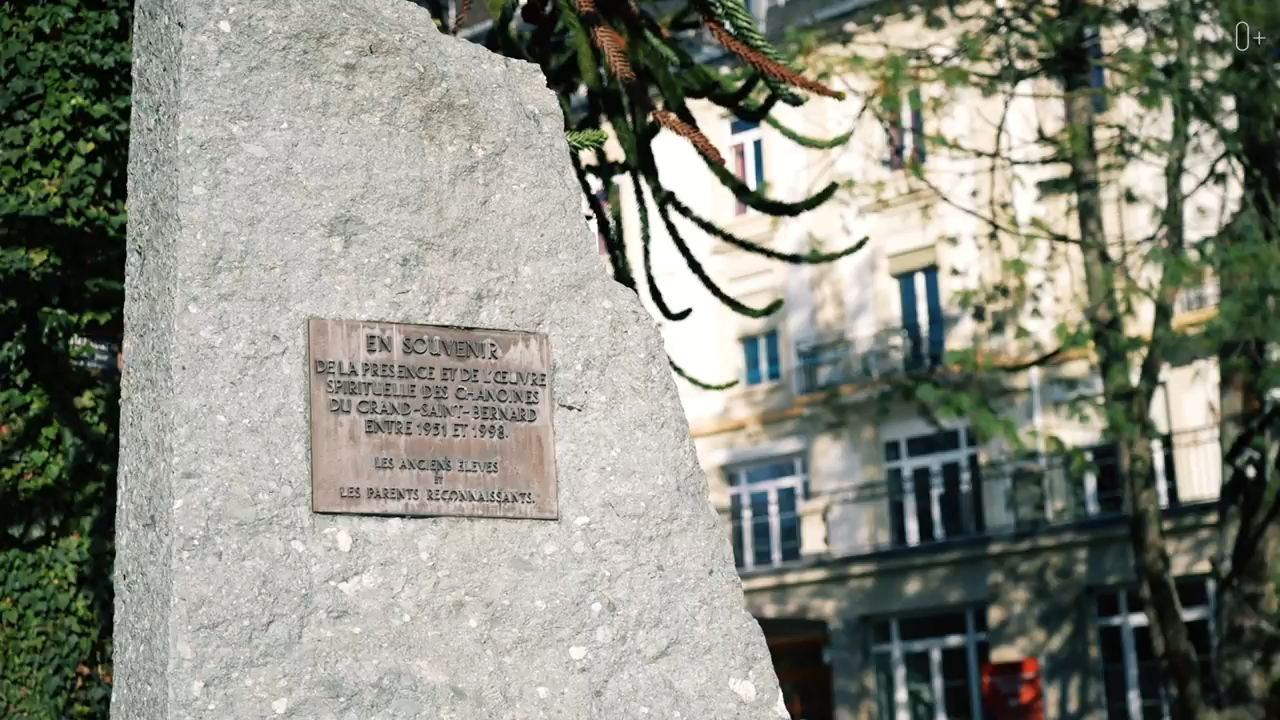 0+
EN SOUVENIR
DE LA PRESENCE ET DE L'ŒUVRE
SPIRITUELLE DES CHANOINES
DU GRAND-SAINT-BERNARD
ENTRE 1951 ET 1998.
LES ANCIENS ELEVES
ET
LES PARENTS RECONNAISSANTS.